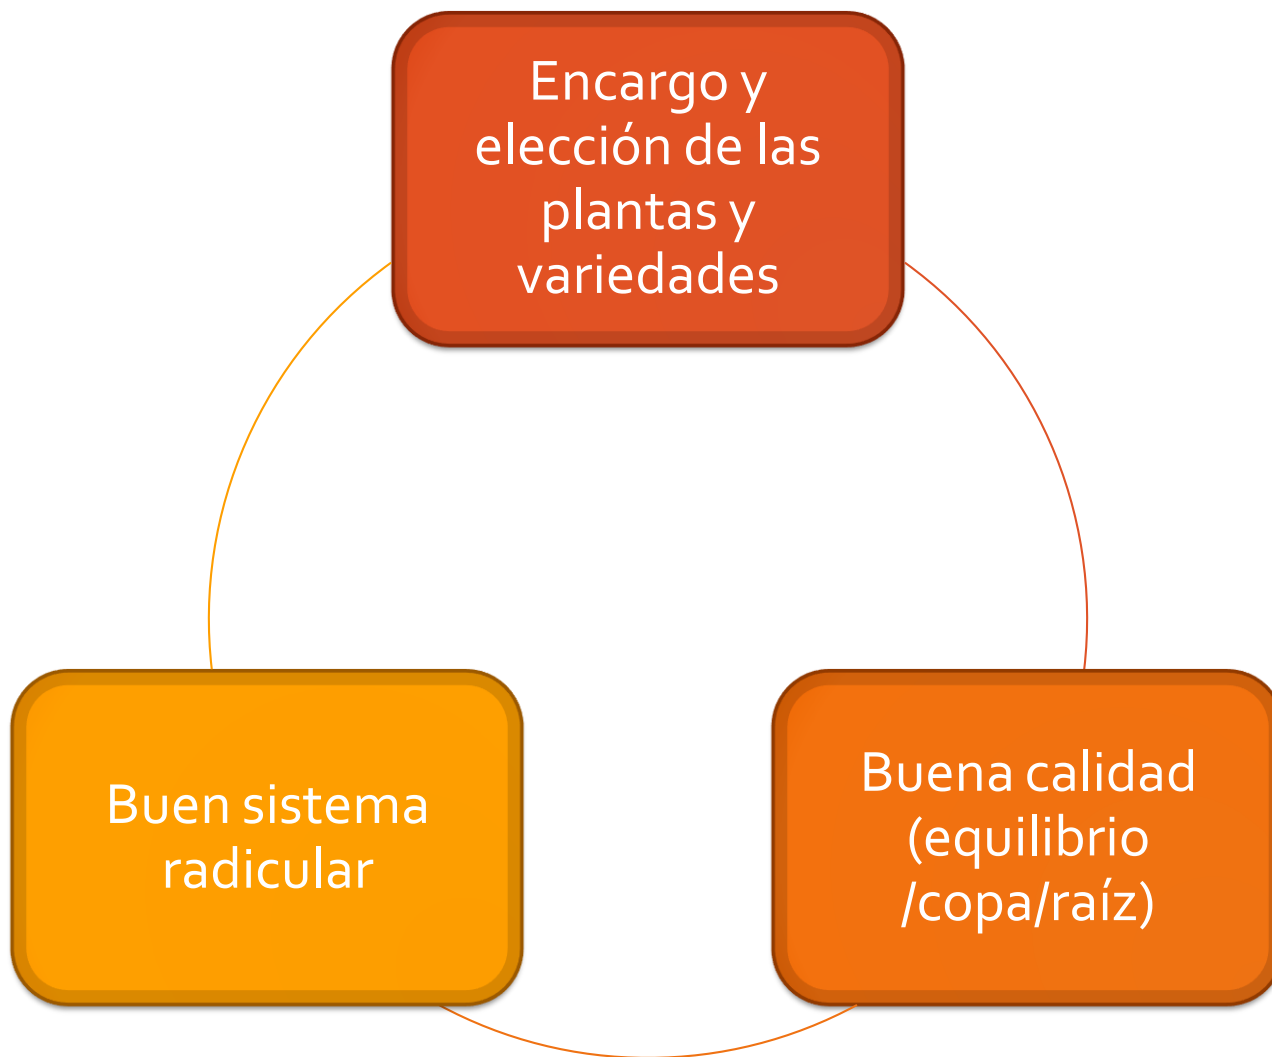 Encargo y
elección de las
plantas y
variedades
Buen sistema
radicular
Buena calidad
(equilibrio
/copa/raíz)